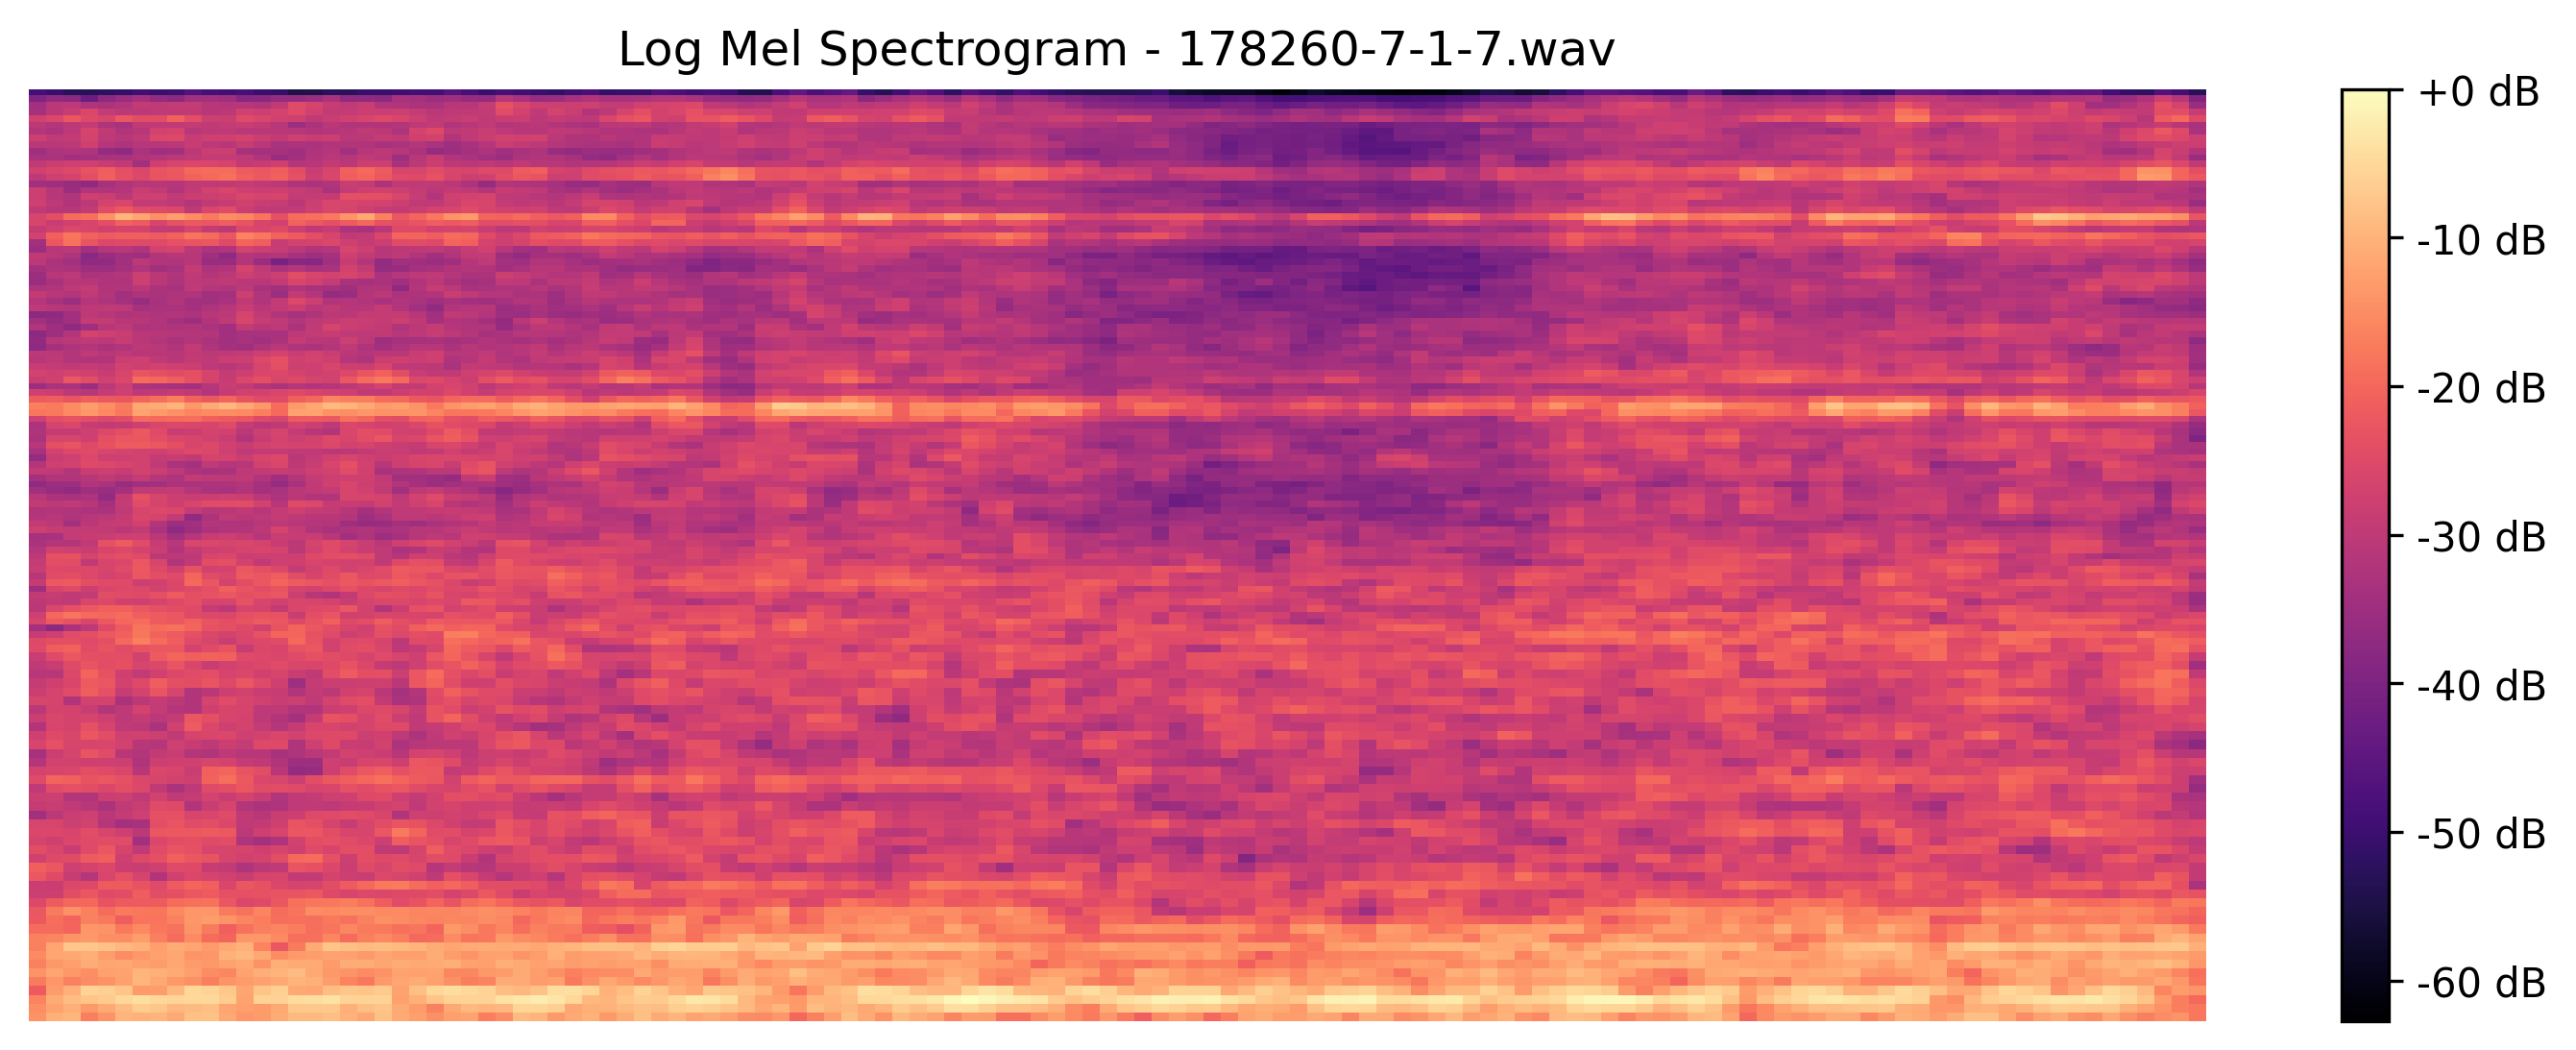 Log Mel Spectrogram - 178260-7-1-7.wav
+0 dB
-10 dB
-20 dB
-30 dB
-40 dB
-50 dB
-60 dB